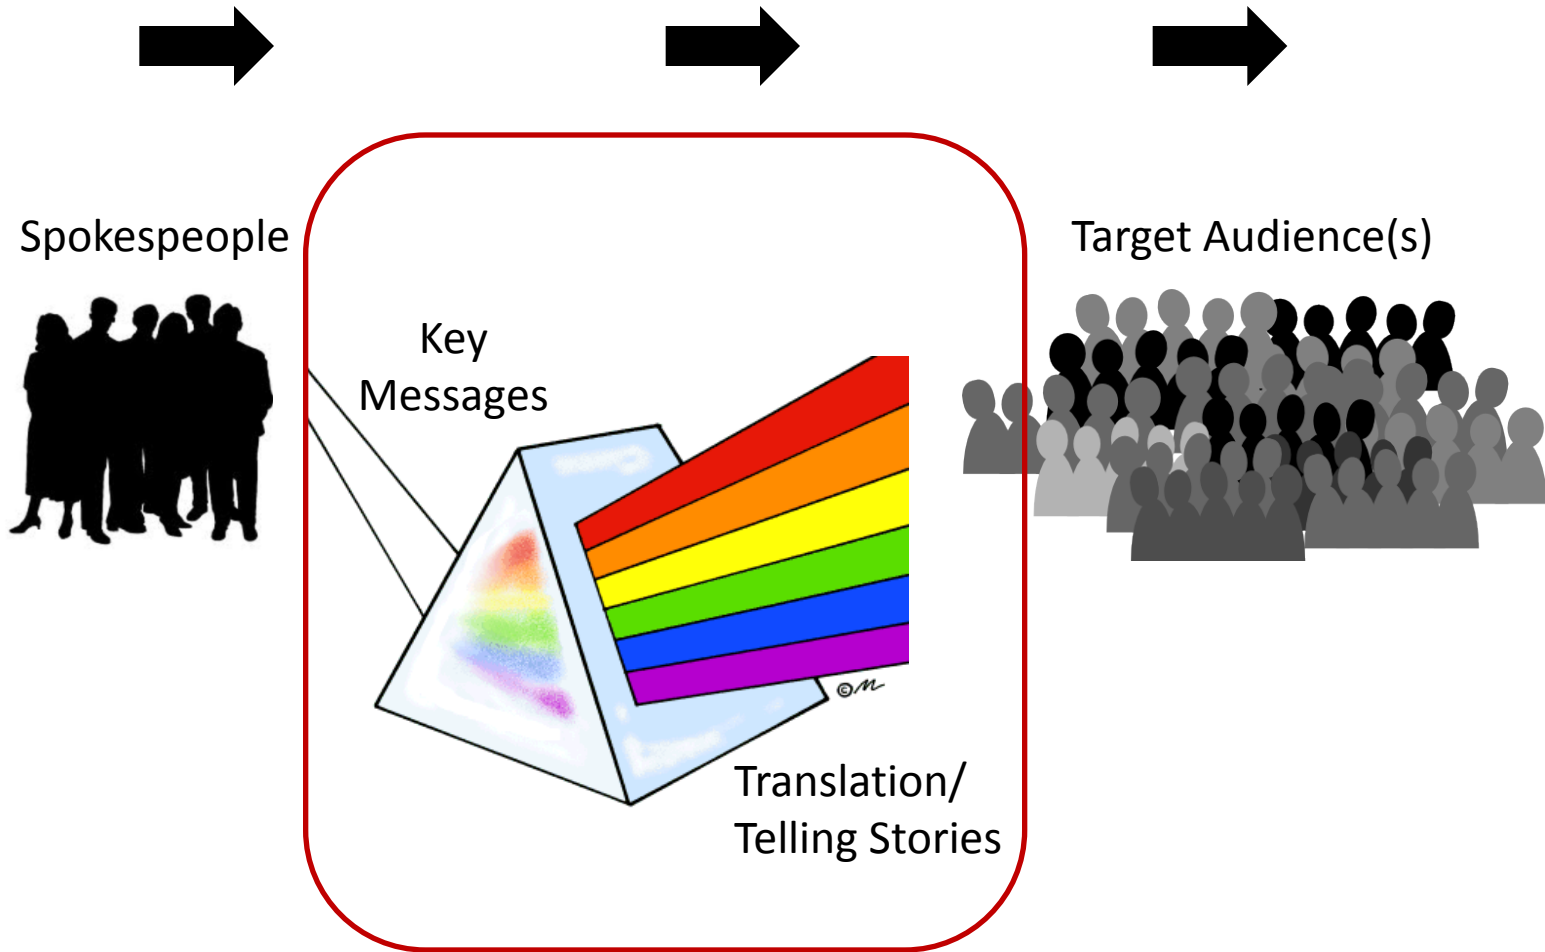 Spokespeople
Target Audience(s)
Key
Messages
©M
Translation/
Telling Stories